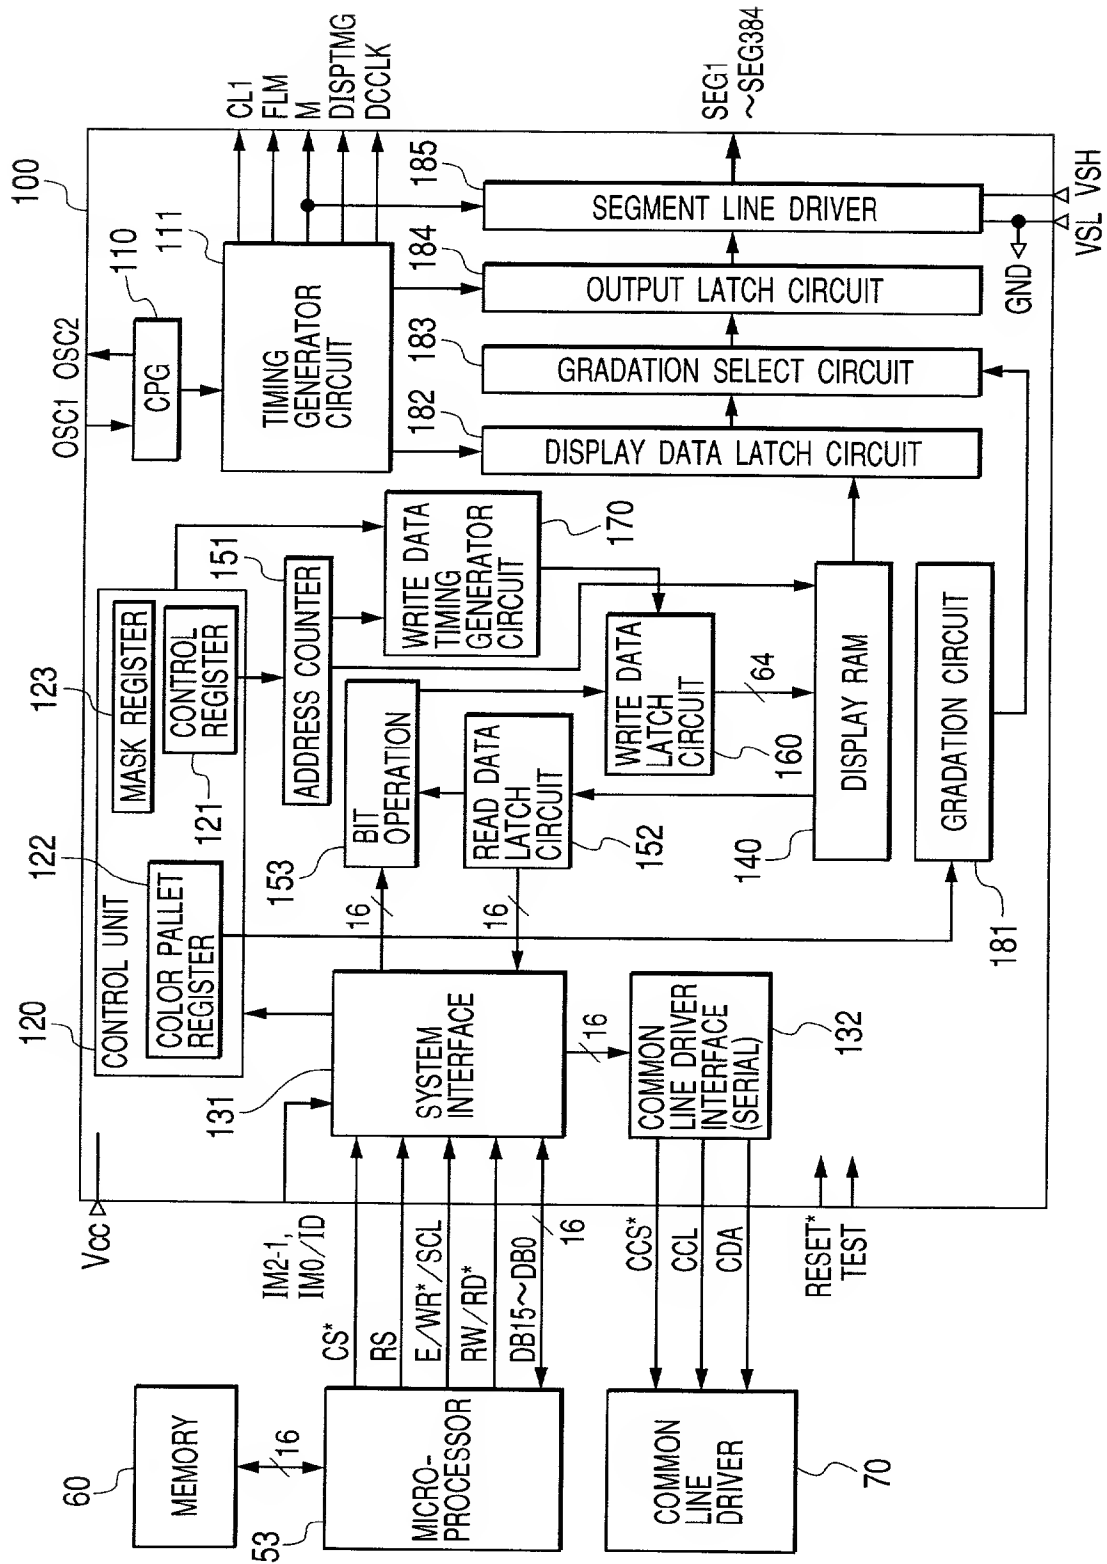 100
OSC1
OSC2
110
CPG
111
TIMING
GENERATOR
CIRCUIT
CL1
FLM
M
DISPTMG
DCCLK
Vcc
120
CONTROL UNIT
122
COLOR PALLET
REGISTER
123
MASK REGISTER
CONTROL
REGISTER
121
151
ADDRESS COUNTER
WRITE DATA
TIMING
GENERATOR
CIRCUIT
170
IM2-1,
IM0/ID
131
SYSTEM
INTERFACE
16
BIT
OPERATION
153
16
READ DATA
LATCH
CIRCUIT
152
WRITE DATA
LATCH
CIRCUIT
160
64
DISPLAY RAM
140
GRADATION CIRCUIT
181
182
DISPLAY DATA LATCH CIRCUIT
183
GRADATION SELECT CIRCUIT
184
OUTPUT LATCH CIRCUIT
185
SEGMENT LINE DRIVER
SEG1
~SEG384
GND
VSL
VSH
60
MEMORY
16
53
MICRO-
PROCESSOR
CS*
RS
E/WR*/SCL
RW/RD*
DB15~DB0
16
16
COMMON
LINE DRIVER
INTERFACE
(SERIAL)
132
CCS*
CCL
CDA
COMMON
LINE
DRIVER
70
RESET*
TEST